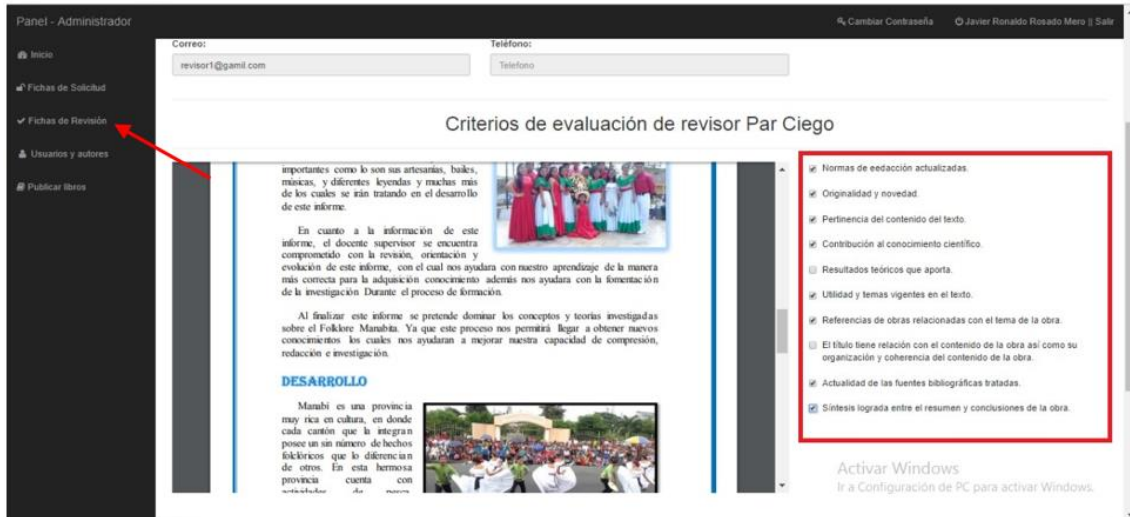 Panel - Administrador
Cambiar Contraseña
Javier Ronaldo Rosado Mero || Salir
Inicio
Fichas de Solicitud
Fichas de Revisión
Usuarios y autores
Publicar libros
Correo:
Teléfono:
revisor1@gamil.com
Telefono
Criterios de evaluación de revisor Par Ciego
importantes como lo son sus artesanías, bailes,
músicas, y diferentes leyendas y muchas más
de los cuales se irán tratando en el desarrollo
de este informe.
En cuanto a la información de este
informe, el docente supervisor se encuentra
comprometido con la revisión, orientación y
evolución de este informe, con el cual nos ayudara con nuestro aprendizaje de la manera
más correcta para la adquisición conocimiento además nos ayudara con la fomentación
de la investigación Durante el proceso de formación.
Al finalizar este informe se pretende dominar los conceptos y teorías investigadas
sobre el Folklore Manabita. Ya que este proceso nos permitirá llegar a obtener nuevos
conocimientos los cuales nos ayudaran a mejorar nuestra capacidad de compresión,
redacción e investigación.
DESARROLLO
Manabí es una provincia
muy rica en cultura, en donde
cada cantón que la integran
posee un sin número de hechos
folclóricos que lo diferencian
de otros. En esta hermosa
provincia cuenta con
actividades de pesca,
Normas de eedacción actualizadas.
Originalidad y novedad.
Pertinencia del contenido del texto.
Contribución al conocimiento científico.
Resultados teóricos que aporta.
Utilidad y temas vigentes en el texto.
Referencias de obras relacionadas con el tema de la obra.
El título tiene relación con el contenido de la obra así como su
organización y coherencia del contenido de la obra.
Actualidad de las fuentes bibliográficas tratadas.
Síntesis lograda entre el resumen y conclusiones de la obra.
Activar Windows
Ir a Configuración de PC para activar Windows.